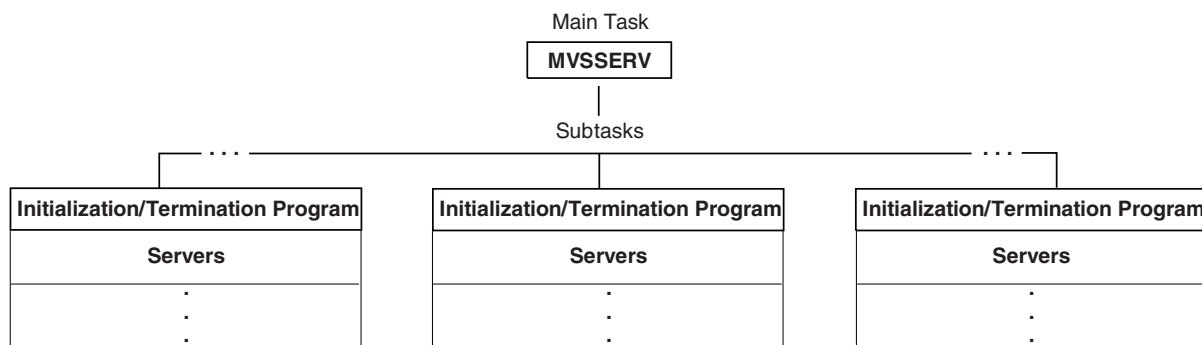 Main Task
MVSSERV
Subtasks
... ...
Initialization/Termination Program Initialization/Termination Program Initialization/Termination Program
Servers Servers Servers
. . .
. . .
. . .